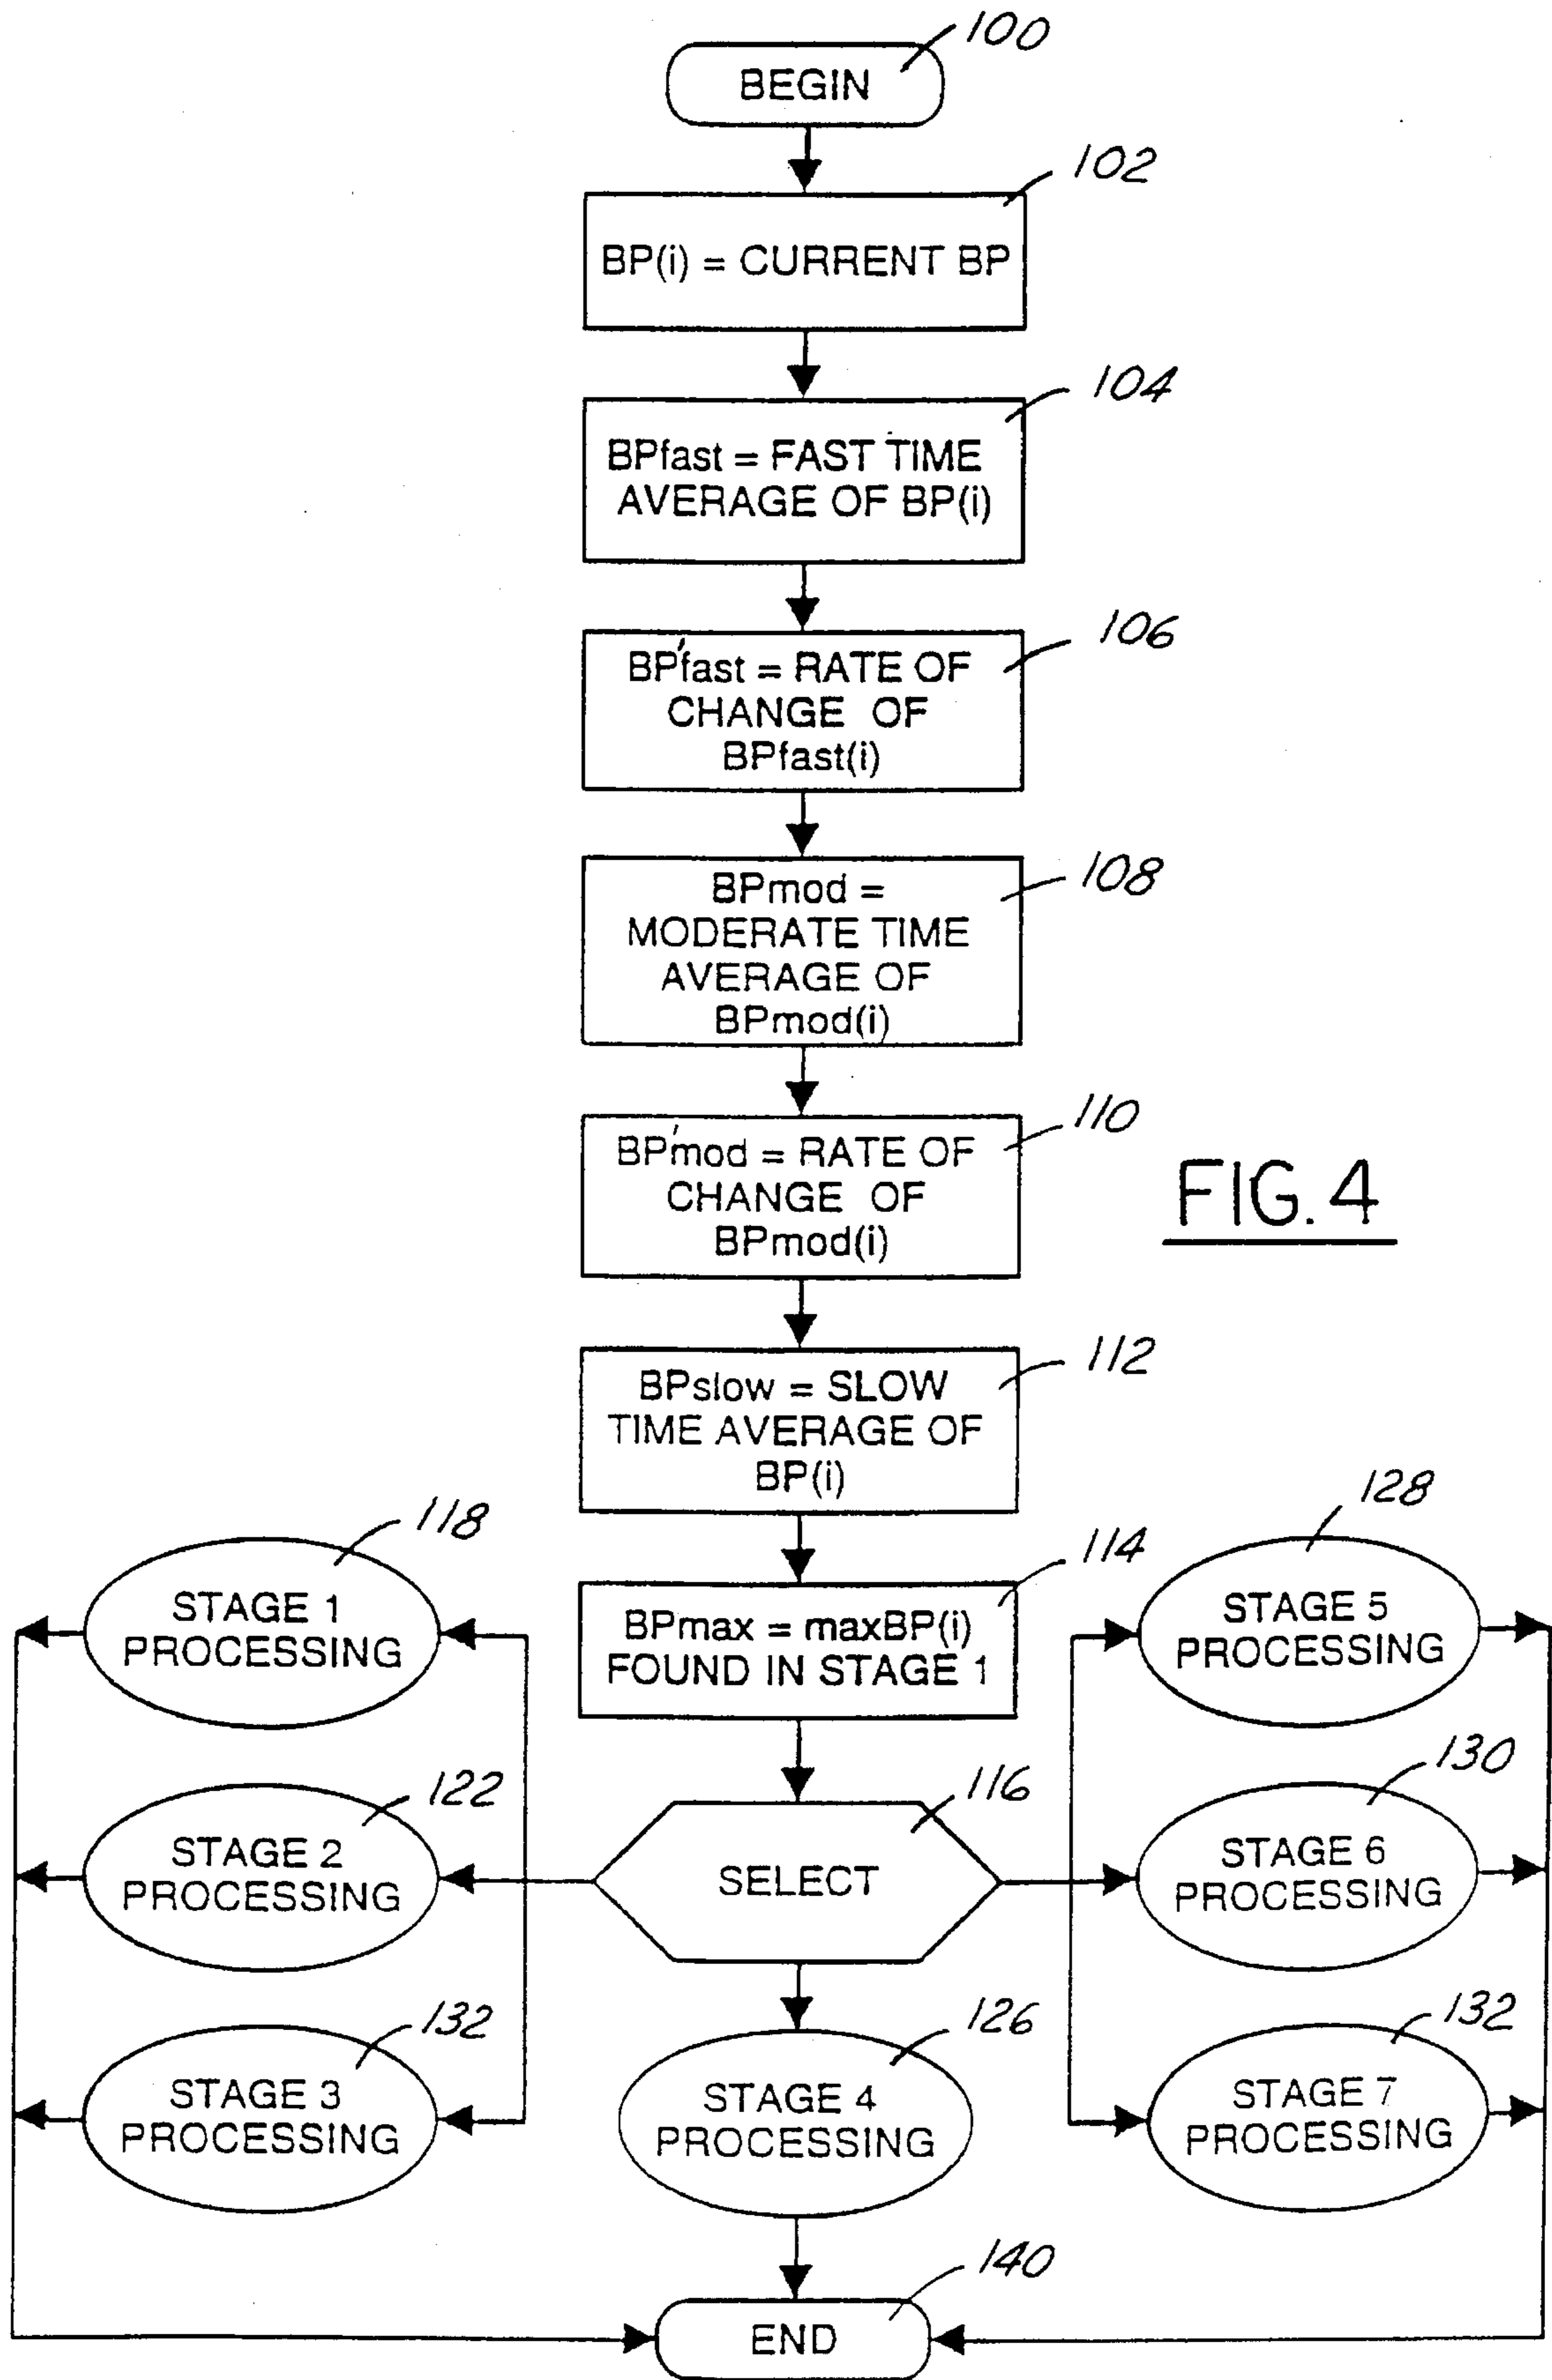 100
BEGIN
102
BP(i) = CURRENT BP
104
BPfast = FAST TIME
AVERAGE OF BP(i)
106
BP'fast = RATE OF
CHANGE OF
BPfast(i)
108
BPmod =
MODERATE TIME
AVERAGE OF
BPmod(i)
110
BP'mod = RATE OF
CHANGE OF
BPmod(i)
FIG. 4
112
BPslow = SLOW
TIME AVERAGE OF
BP(i)
114
BPmax = maxBP(i)
FOUND IN STAGE 1
116
SELECT
118
STAGE 1
PROCESSING
122
STAGE 2
PROCESSING
132
STAGE 3
PROCESSING
126
STAGE 4
PROCESSING
128
STAGE 5
PROCESSING
130
STAGE 6
PROCESSING
132
STAGE 7
PROCESSING
140
END